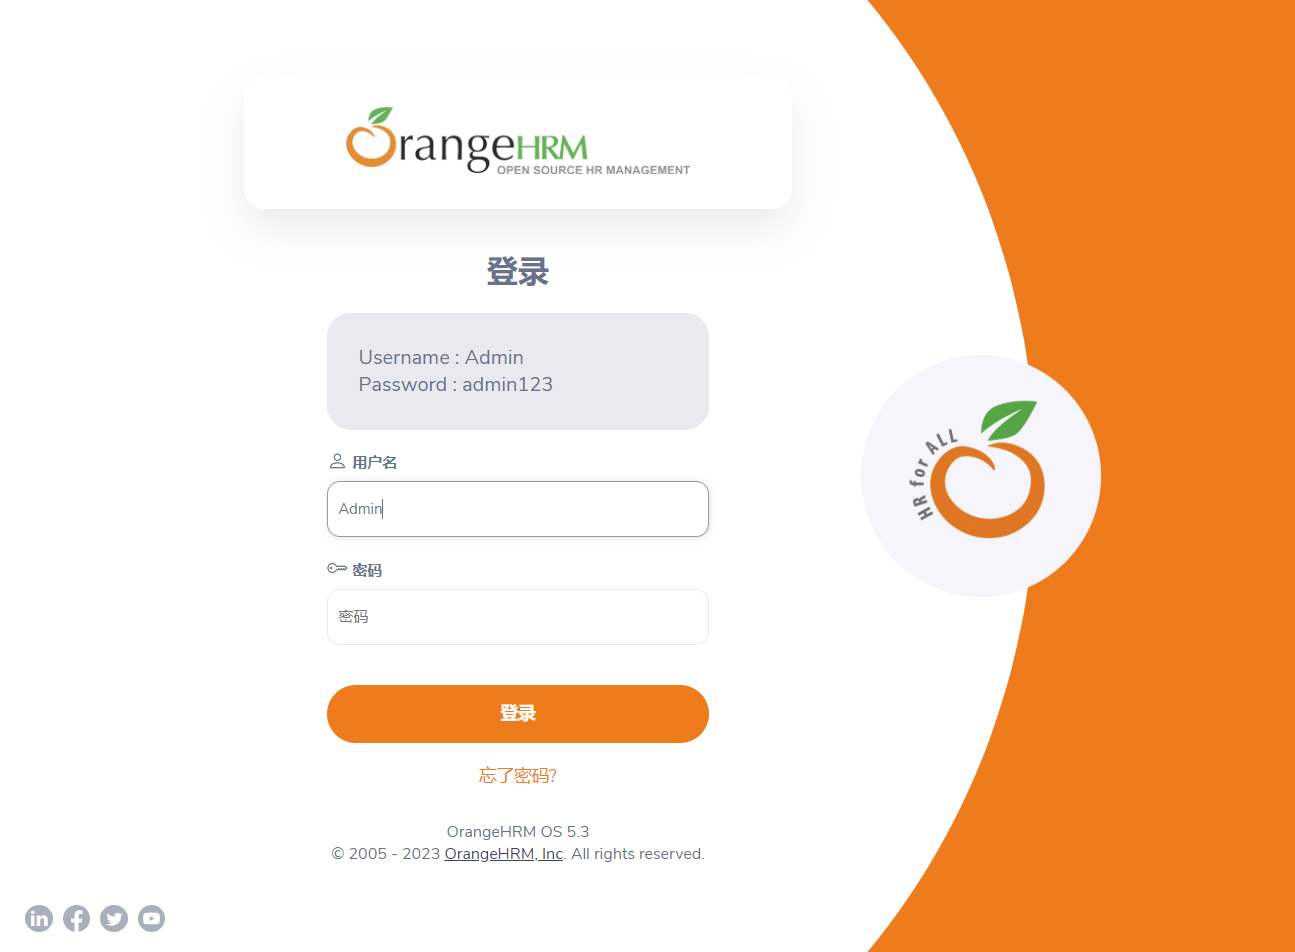 OrangeHRM
OPEN SOURCE HR MANAGEMENT
登录
Username : Admin
Password : admin123
用户名
Admin
密码
密码
登录
忘了密码?
OrangeHRM OS 5.3
© 2005 - 2023 OrangeHRM, Inc. All rights reserved.
HR for ALL
in